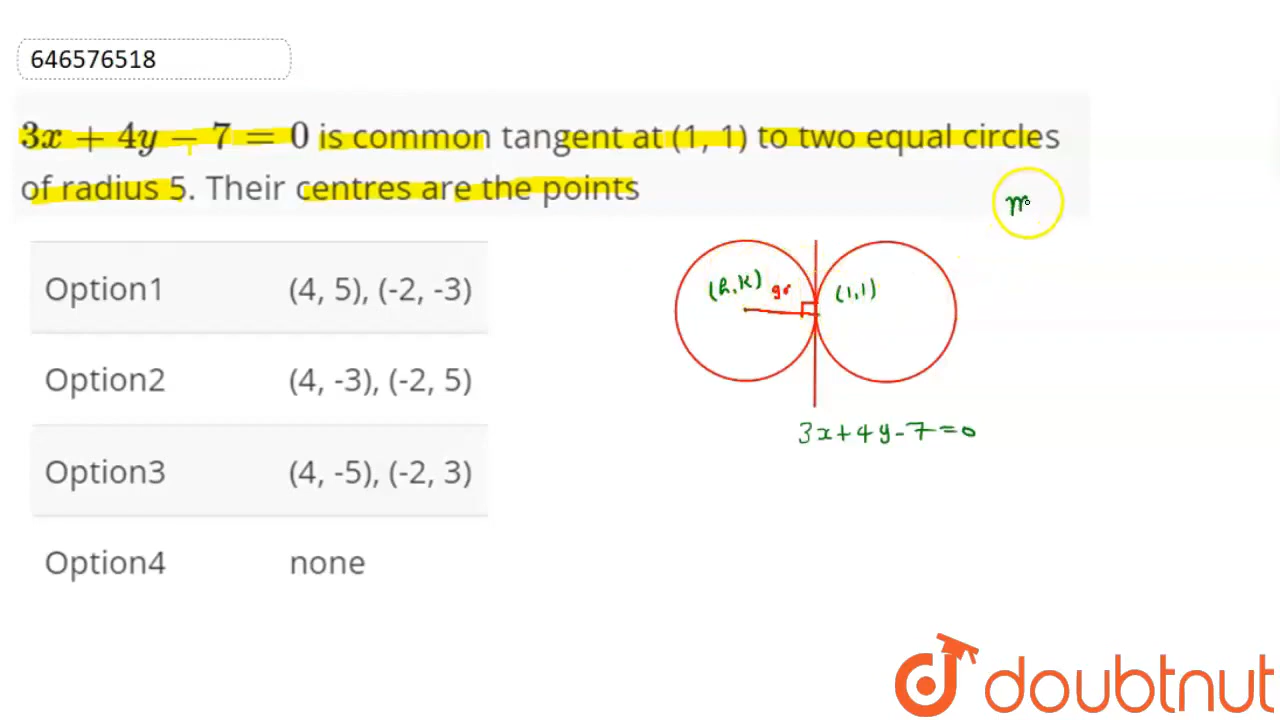 646576518
3x + 4y − 7 = 0 is common tangent at (1, 1) to two equal circles
of radius 5. Their centres are the points
m
Option1 (4, 5), (-2, -3)
(h,k) 90 (1,1)
Option2 (4, -3), (-2, 5)
3x+4y-7=0
Option3 (4, -5), (-2, 3)
Option4 none
doubtnut